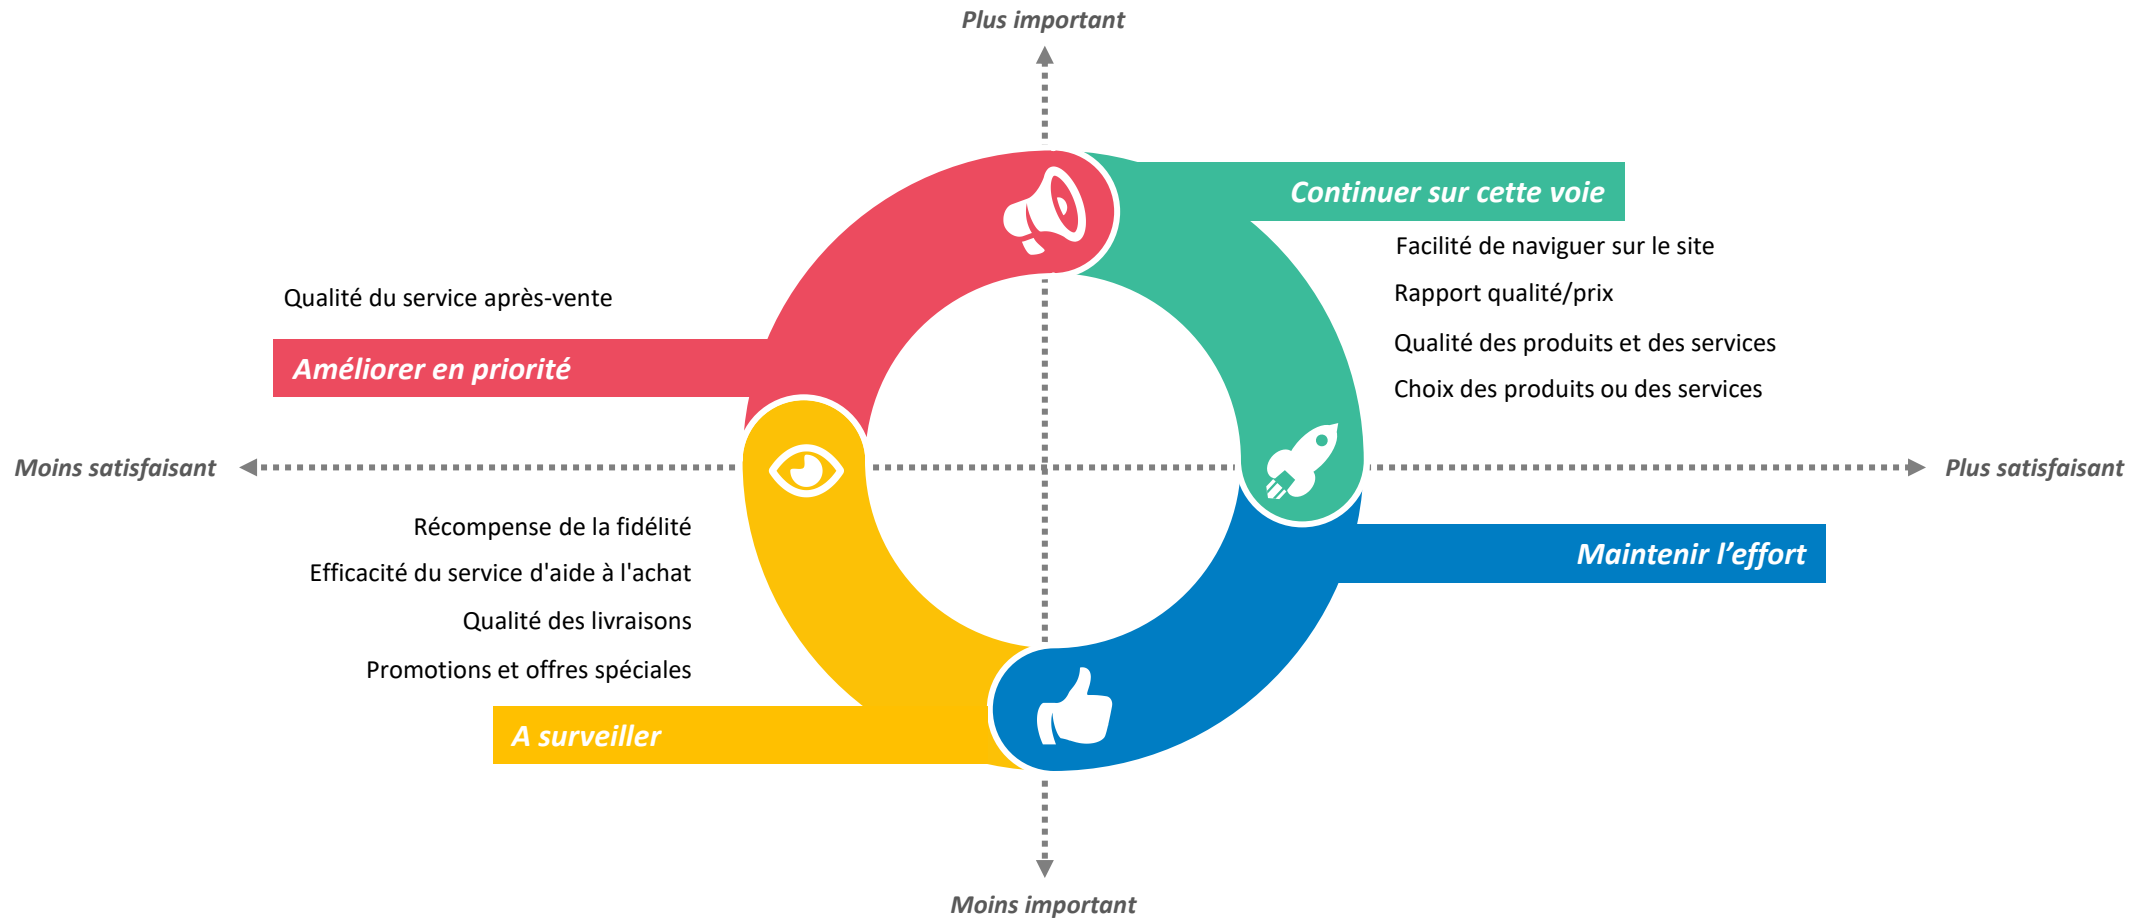 Plus important
Continuer sur cette voie
Facilité de naviguer sur le site
Rapport qualité/prix
Qualité des produits et des services
Choix des produits ou des services
Qualité du service après-vente
Améliorer en priorité
Moins satisfaisant
Plus satisfaisant
Récompense de la fidélité
Efficacité du service d'aide à l'achat
Qualité des livraisons
Promotions et offres spéciales
A surveiller
Maintenir l’effort
Moins important